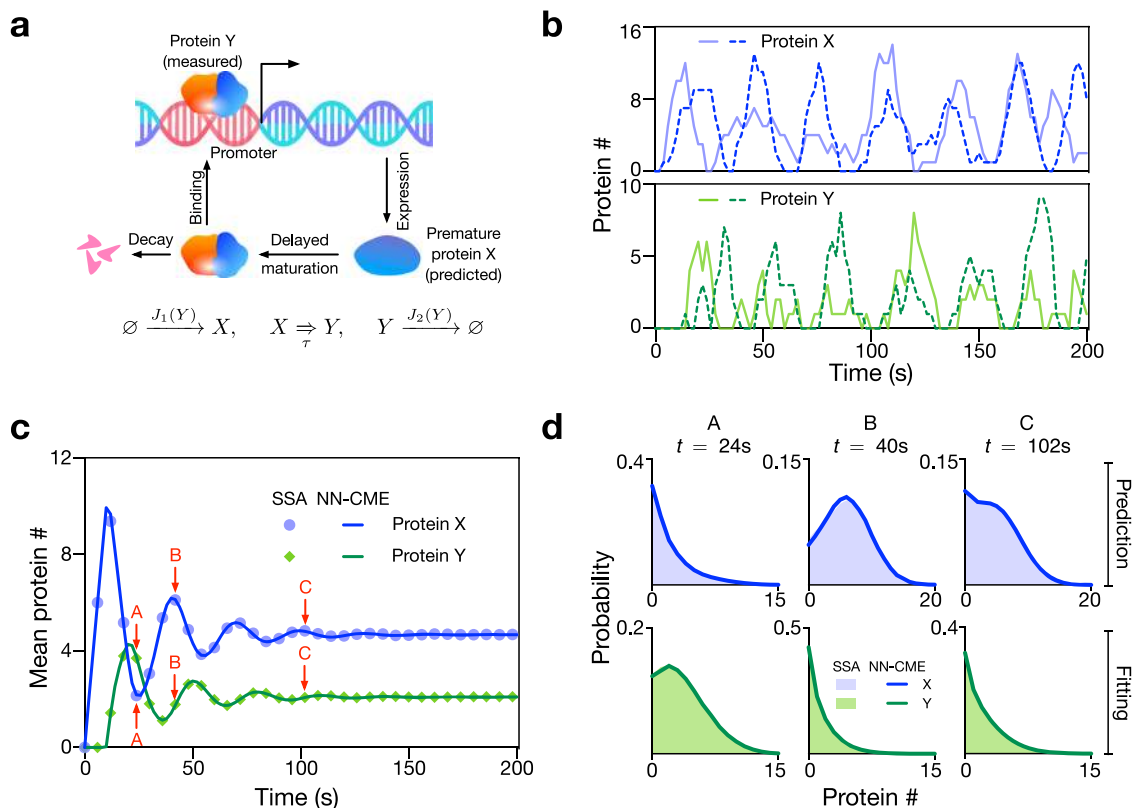 a
Protein Y
(measured)
Promoter
Binding
Expression
Decay
Delayed
maturation
Premature
protein X
(predicted)
∅ J₁(Y) → X, X ⇒ τ Y, Y J₂(Y) → ∅
b
16
8
0
Protein X
10
5
0
Protein Y
Protein #
0 50 100 150 200
Time (s)
c
12
8
4
0
Mean protein #
SSA NN-CME
Protein X
Protein Y
A
B
C
A
B
C
A
0 50 100 150 200
Time (s)
d
A B C
t = 24s t = 40s t = 102s
0.4 0.15 0.15
0 15 0 20 0 20
Prediction
Probability
0.2 0.5 0.4
SSA NN-CME
X
Y
0 15 0 15 0 15
Fitting
Protein #